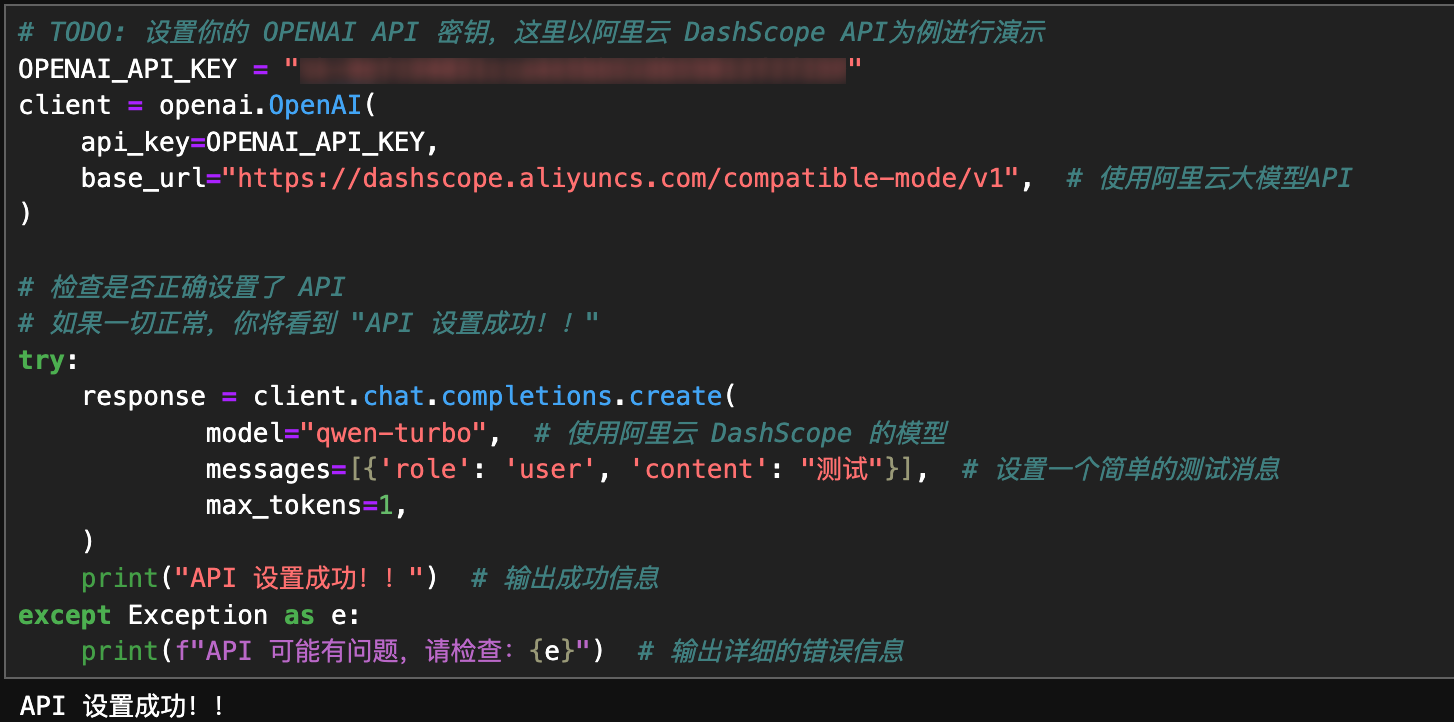 # TODO: 设置你的 OPENAI API 密钥，这里以阿里云 DashScope API为例进行演示
OPENAI_API_KEY = ""
client = openai.OpenAI(
    api_key=OPENAI_API_KEY,
    base_url="https://dashscope.aliyuncs.com/compatible-mode/v1",  # 使用阿里云大模型API
)
# 检查是否正确设置了 API
# 如果一切正常，你将看到 "API 设置成功！！"
try:
    response = client.chat.completions.create(
            model="qwen-turbo",  # 使用阿里云 DashScope 的模型
            messages=[{'role': 'user', 'content': "测试"}],  # 设置一个简单的测试消息
            max_tokens=1,
    )
    print("API 设置成功！！")  # 输出成功信息
except Exception as e:
    print(f"API 可能有问题，请检查：{e}")  # 输出详细的错误信息
API 设置成功！！